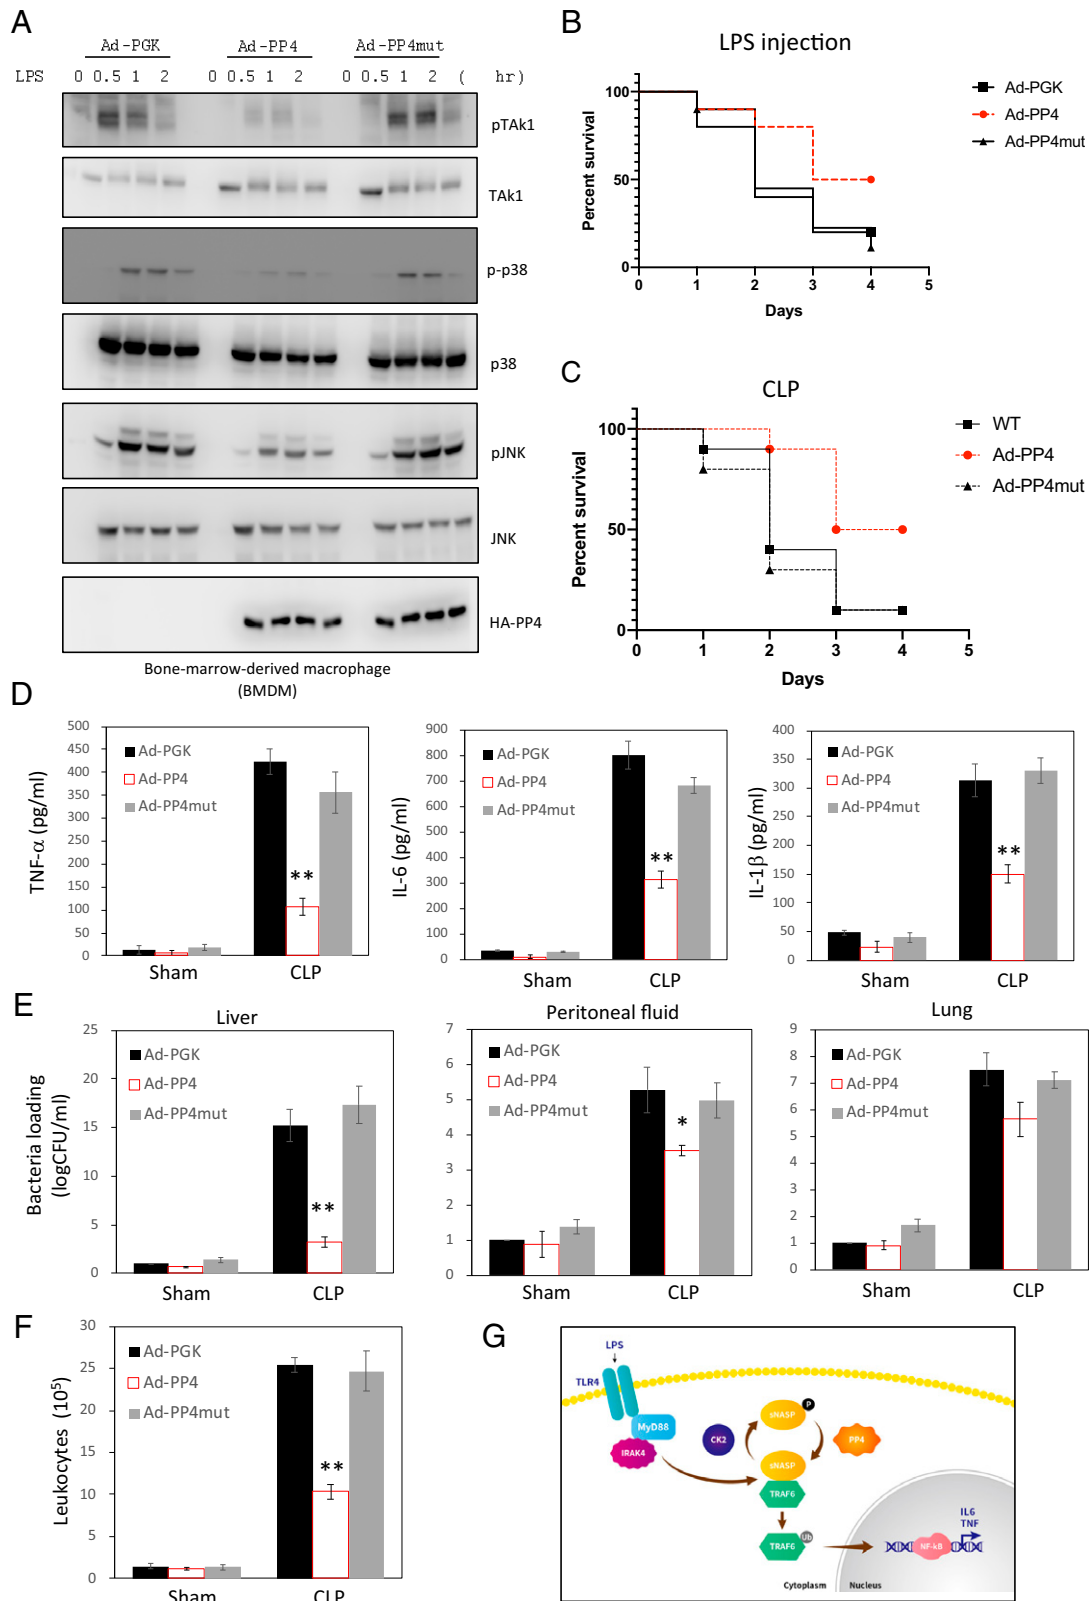 A
Ad-PGK Ad-PP4 Ad-PP4mut
LPS 0 0.5 1 2 0 0.5 1 2 0 0.5 1 2 ( hr)
pTAk1
TAk1
p-p38
p38
pJNK
JNK
HA-PP4
Bone-marrow-derived macrophage
(BMDM)
B
LPS injection
Percent survival
100
50
0
0 1 2 3 4 5
Days
Ad-PGK
Ad-PP4
Ad-PP4mut
C
CLP
Percent survival
100
50
0
0 1 2 3 4 5
Days
WT
Ad-PP4
Ad-PP4mut
D
TNF-α (pg/ml)
500
450
400
350
300
250
200
150
100
50
0
Ad-PGK
Ad-PP4
Ad-PP4mut
**
Sham CLP
IL-6 (pg/ml)
900
800
700
600
500
400
300
200
100
0
Ad-PGK
Ad-PP4
Ad-PP4mut
**
Sham CLP
IL-1β (pg/ml)
400
350
300
250
200
150
100
50
0
Ad-PGK
Ad-PP4
Ad-PP4mut
**
Sham CLP
E
Liver
Bacteria loading
(logCFU/ml)
25
20
15
10
5
0
Ad-PGK
Ad-PP4
Ad-PP4mut
**
Sham CLP
Peritoneal fluid
7
6
5
4
3
2
1
0
Ad-PGK
Ad-PP4
Ad-PP4mut
*
Sham CLP
Lung
9
8
7
6
5
4
3
2
1
0
Ad-PGK
Ad-PP4
Ad-PP4mut
Sham CLP
F
Leukocytes (10⁵)
30
25
20
15
10
5
0
Ad-PGK
Ad-PP4
Ad-PP4mut
**
Sham CLP
G
LPS
TLR4
MyD88
IRAK4
CK2
sNASP
P
PP4
sNASP
TRAF6
TRAF6
Ub
IL6
TNF
NF-kB
Cytoplasm Nucleus